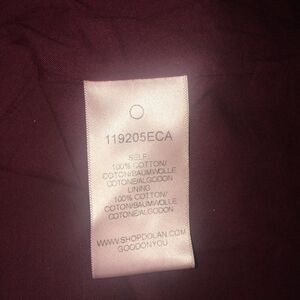 119205ECA
SELF:
100% COTTON/
COTON/BAUMWOLLE
COTONE/ALGODON
LINING
100% COTTON/
COTON/BAUMWOLLE
COTONE/ALGODON
WWW.SHOPDOLAN.COM
GOODONYOU